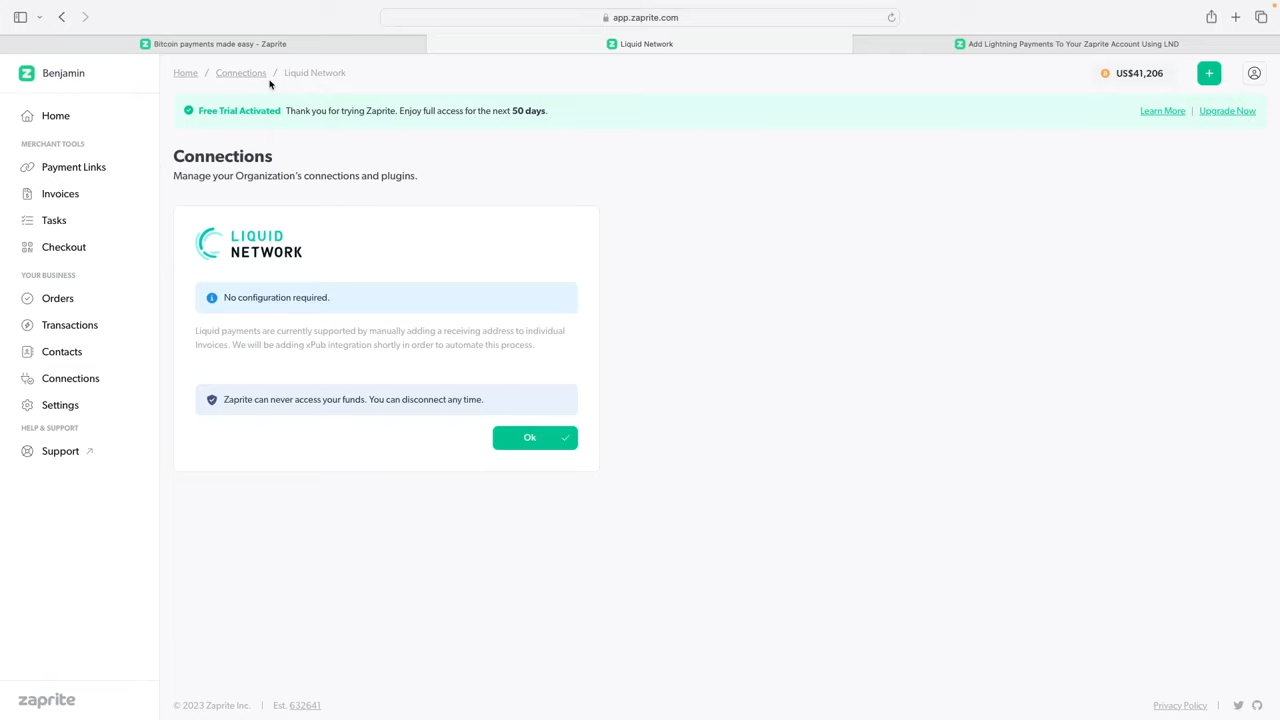 app.zaprite.com
Bitcoin payments made easy - Zaprite
Liquid Network
Add Lightning Payments To Your Zaprite Account Using LND
Benjamin
Home / Connections / Liquid Network
US$41,206
Free Trial Activated Thank you for trying Zaprite. Enjoy full access for the next 50 days.
Learn More | Upgrade Now
Home
MERCHANT TOOLS
Payment Links
Invoices
Tasks
Checkout
YOUR BUSINESS
Orders
Transactions
Contacts
Connections
Settings
HELP & SUPPORT
Support
Connections
Manage your Organization's connections and plugins.
LIQUID
NETWORK
No configuration required.
Liquid payments are currently supported by manually adding a receiving address to individual
Invoices. We will be adding xPub integration shortly in order to automate this process.
Zaprite can never access your funds. You can disconnect any time.
Ok
zaprite
© 2023 Zaprite Inc. | Est. 632641
Privacy Policy |